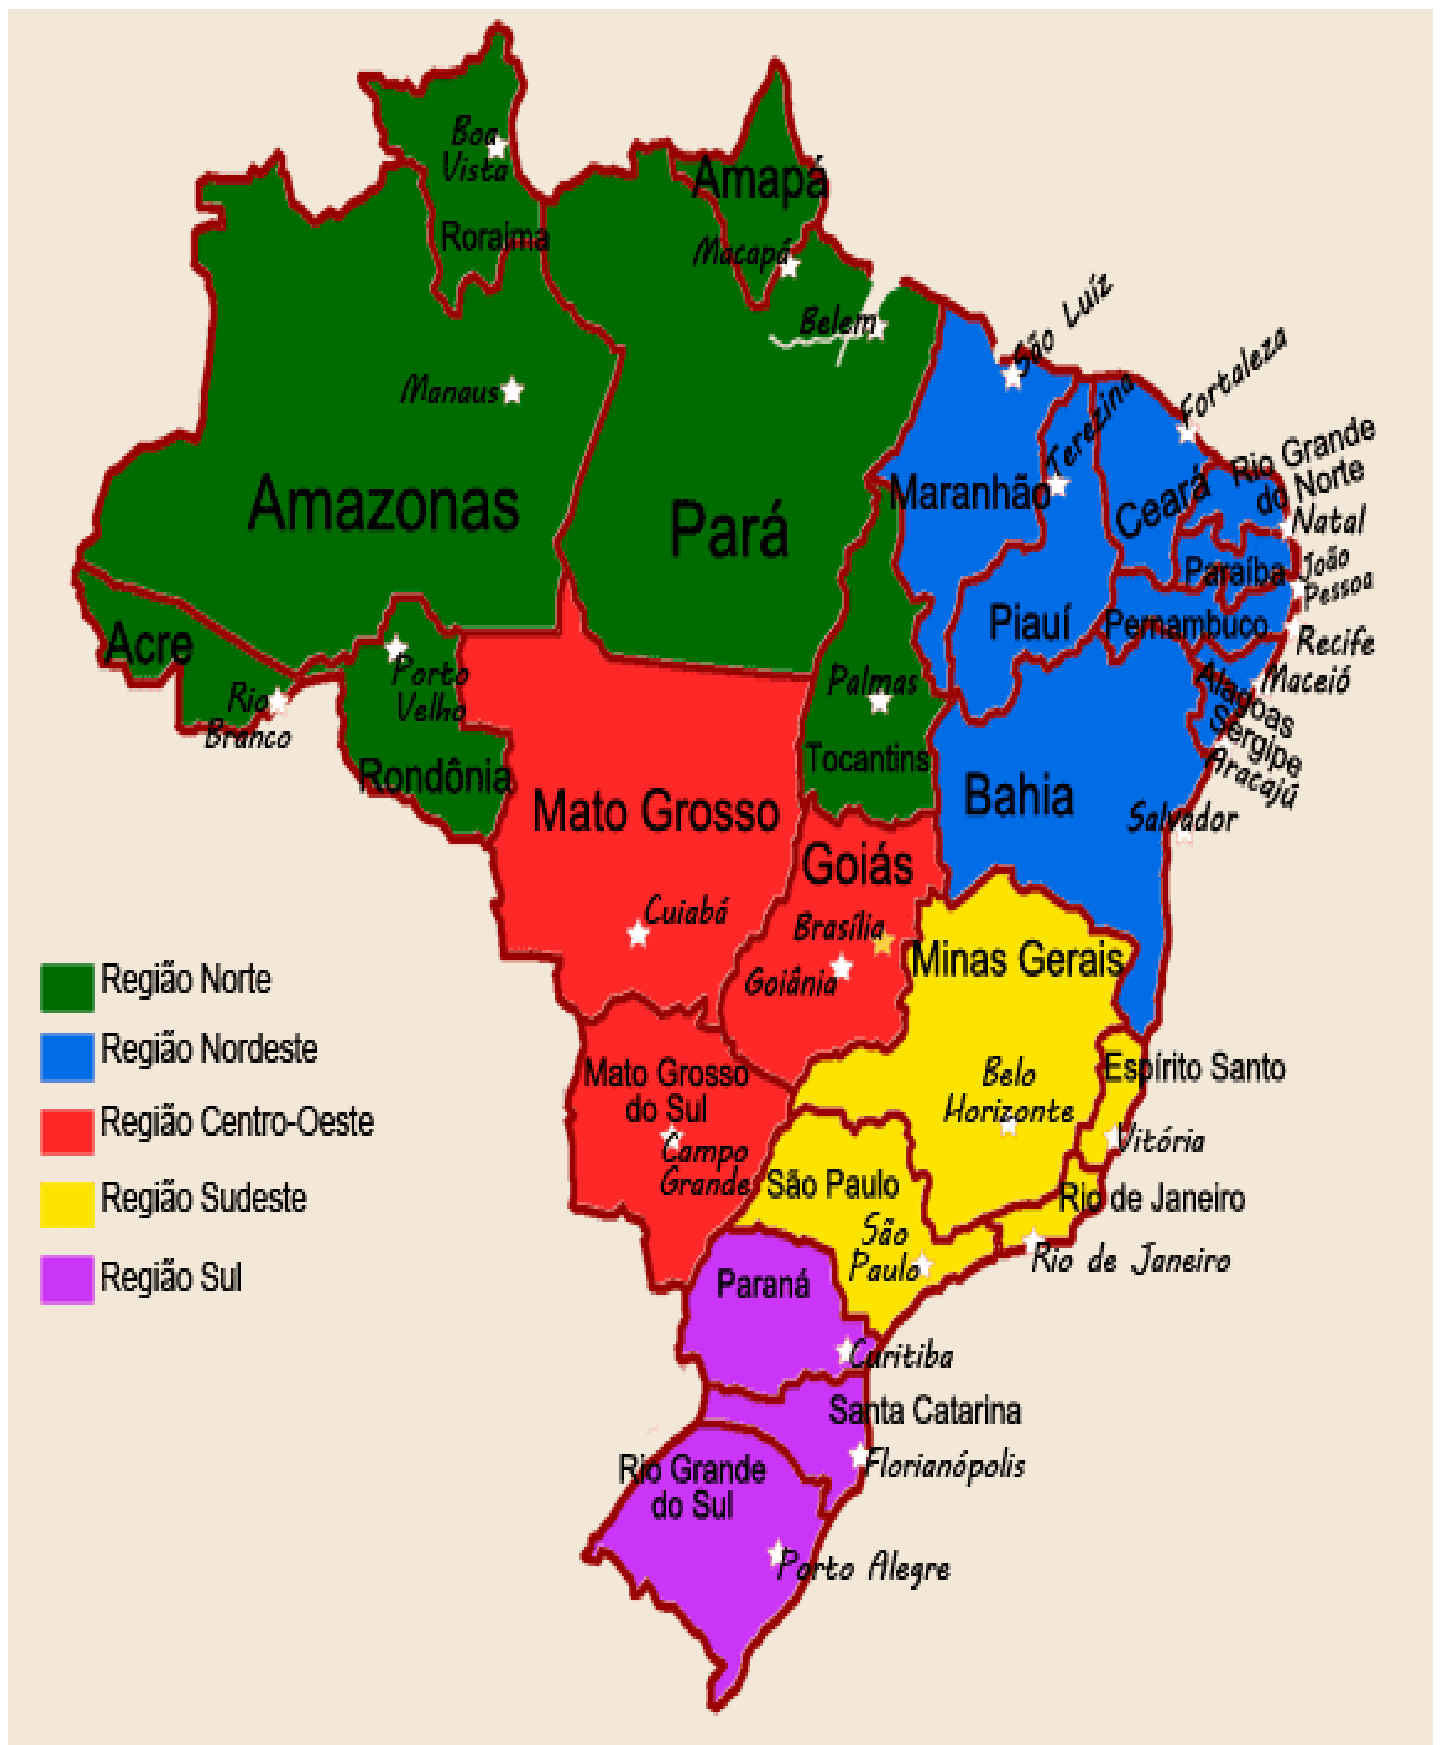 Boa
Vista
Roraima
Amapá
Macapá
Belem
São Luíz
Fortaleza
Terezina
Manaus
Amazonas
Pará
Maranhão
Ceará
Rio Grande
do Norte
Natal
Paraíba
João
Pessoa
Piauí
Pernambuco
Recife
Acre
Porto
Velho
Rio
Branco
Palmas
Maceió
Alagoas
Sergipe
Aracajú
Rondônia
Tocantins
Mato Grosso
Bahia
Salvador
Goiás
Cuiabá
Brasília
Goiânia
Minas Gerais
Região Norte
Região Nordeste
Região Centro-Oeste
Região Sudeste
Região Sul
Mato Grosso
do Sul
Campo
Grande
Belo
Horizonte
Espírito Santo
Vitória
São Paulo
São
Paulo
Rio de Janeiro
Rio de Janeiro
Paraná
Curitiba
Santa Catarina
Florianópolis
Rio Grande
do Sul
Porto Alegre